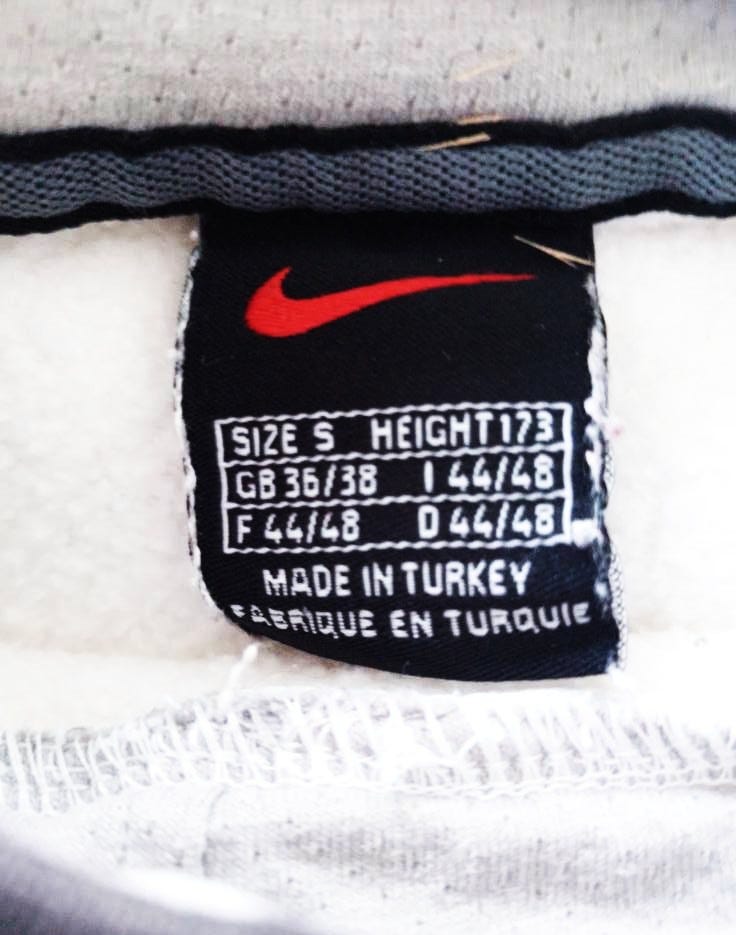 SIZE S HEIGHT 173
GB 36/38 I 44/48
F 44/48 D 44/48
MADE IN TURKEY
FABRIQUE EN TURQUIE